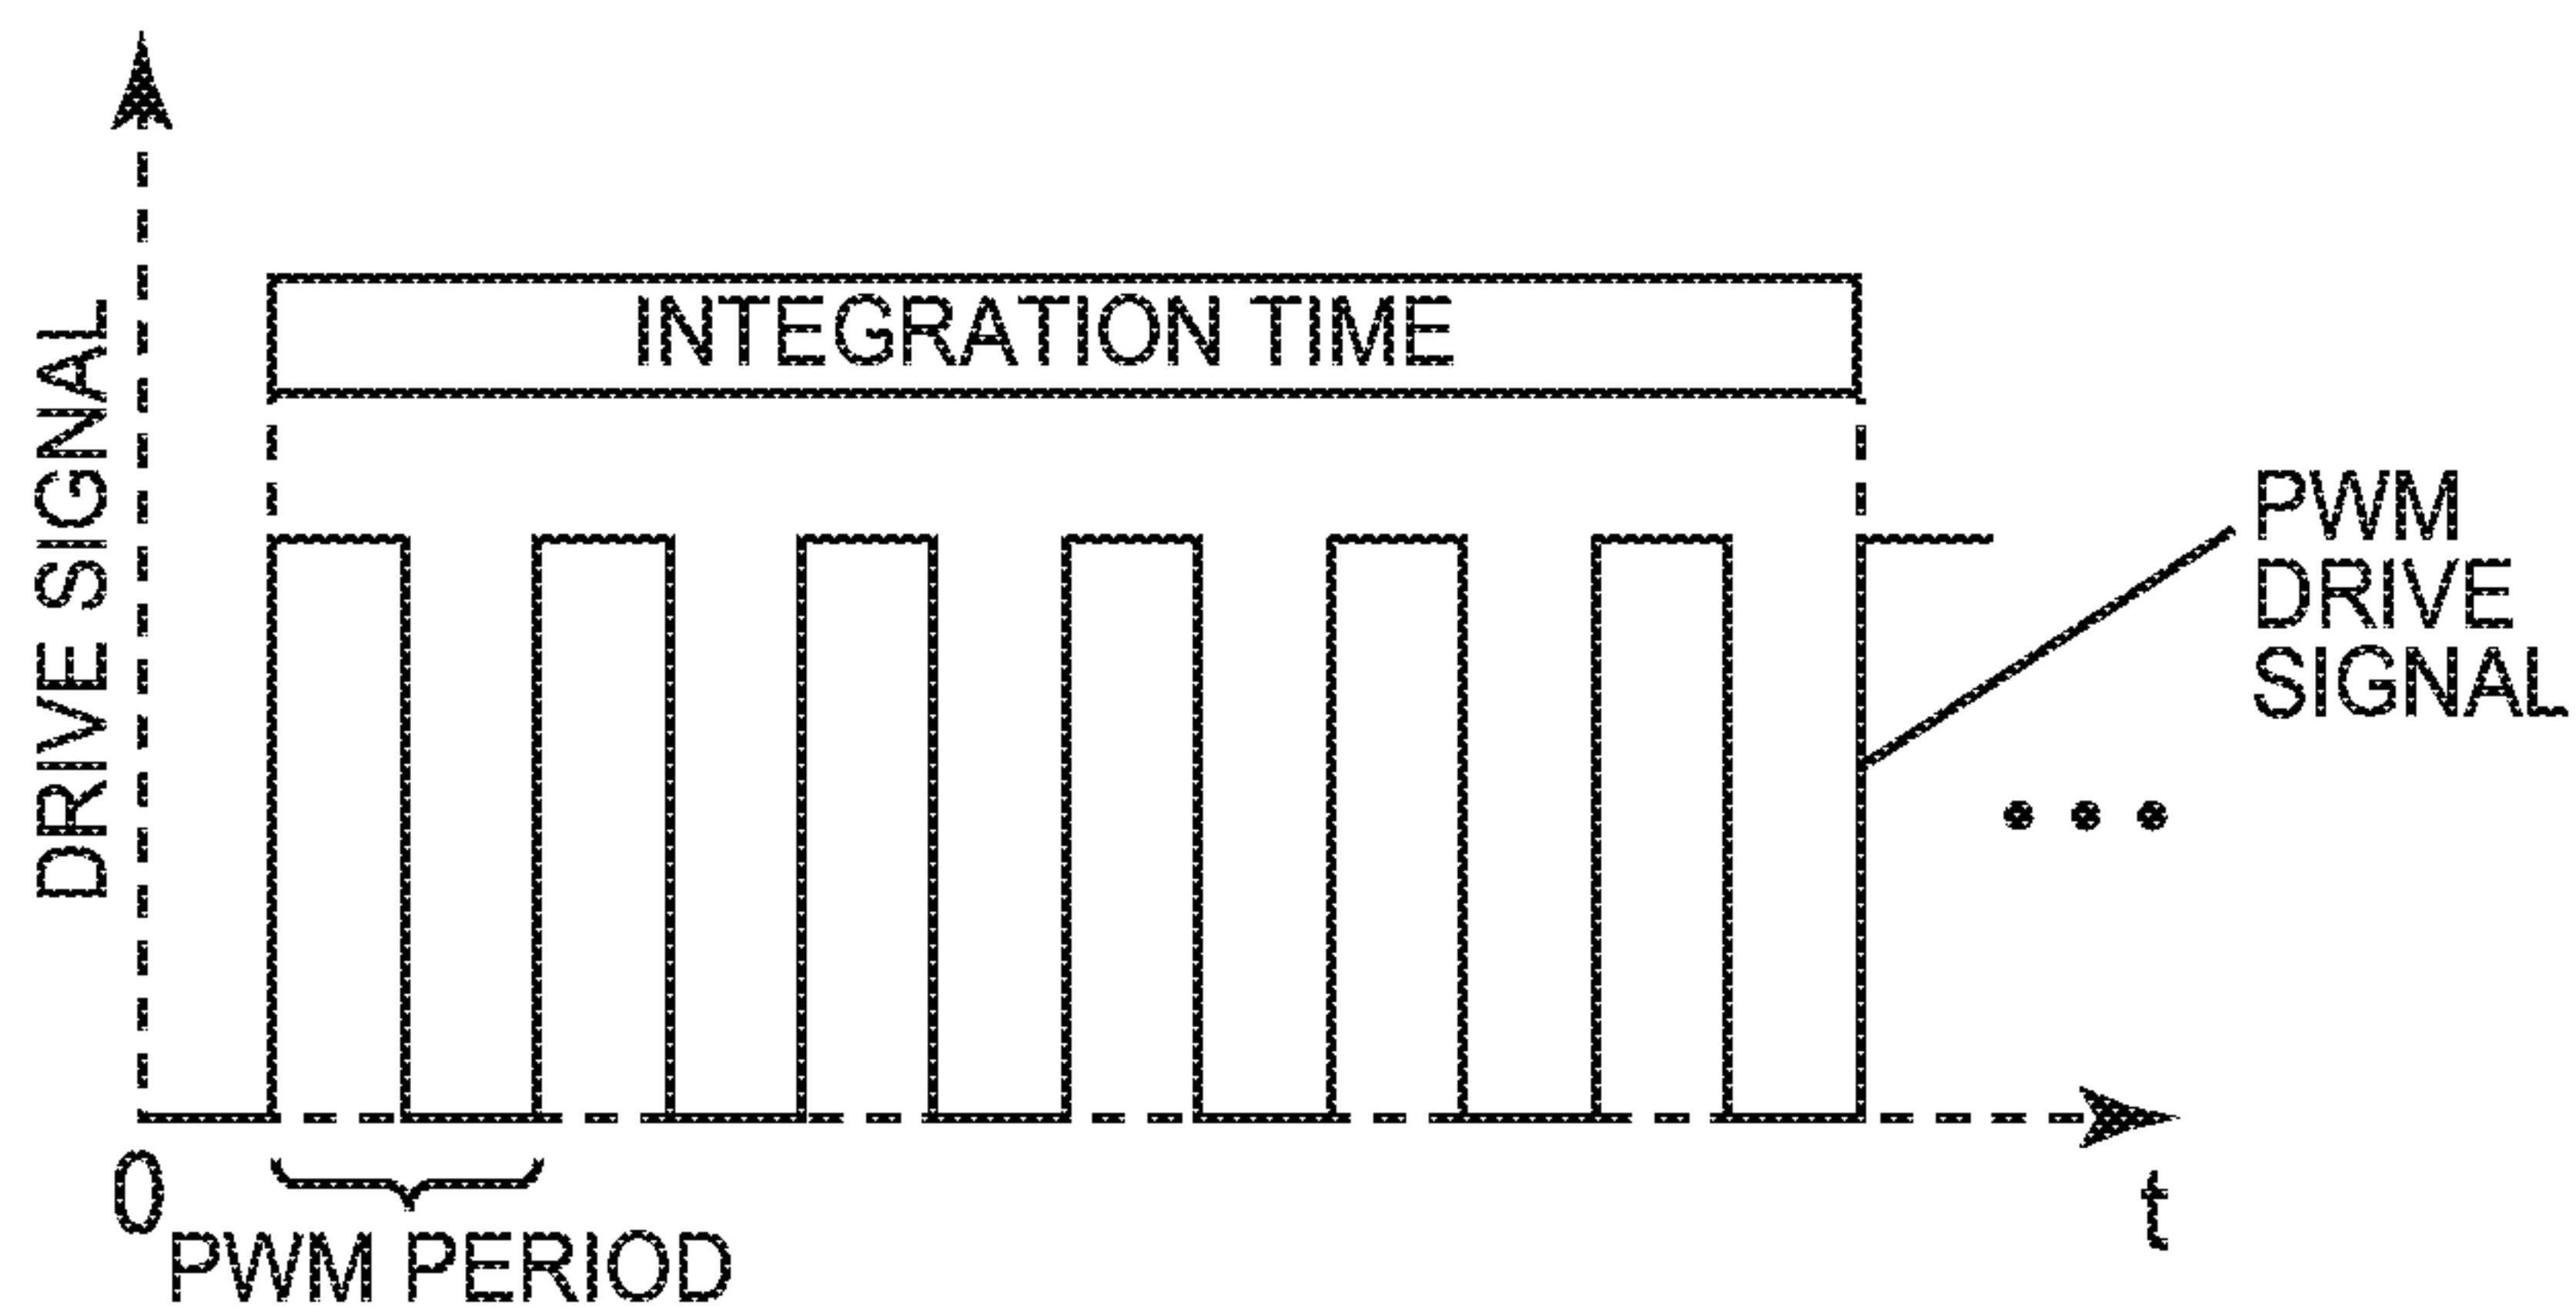 DRIVE SIGNAL
INTEGRATION TIME
PWM
DRIVE
SIGNAL
0
PWM PERIOD
t